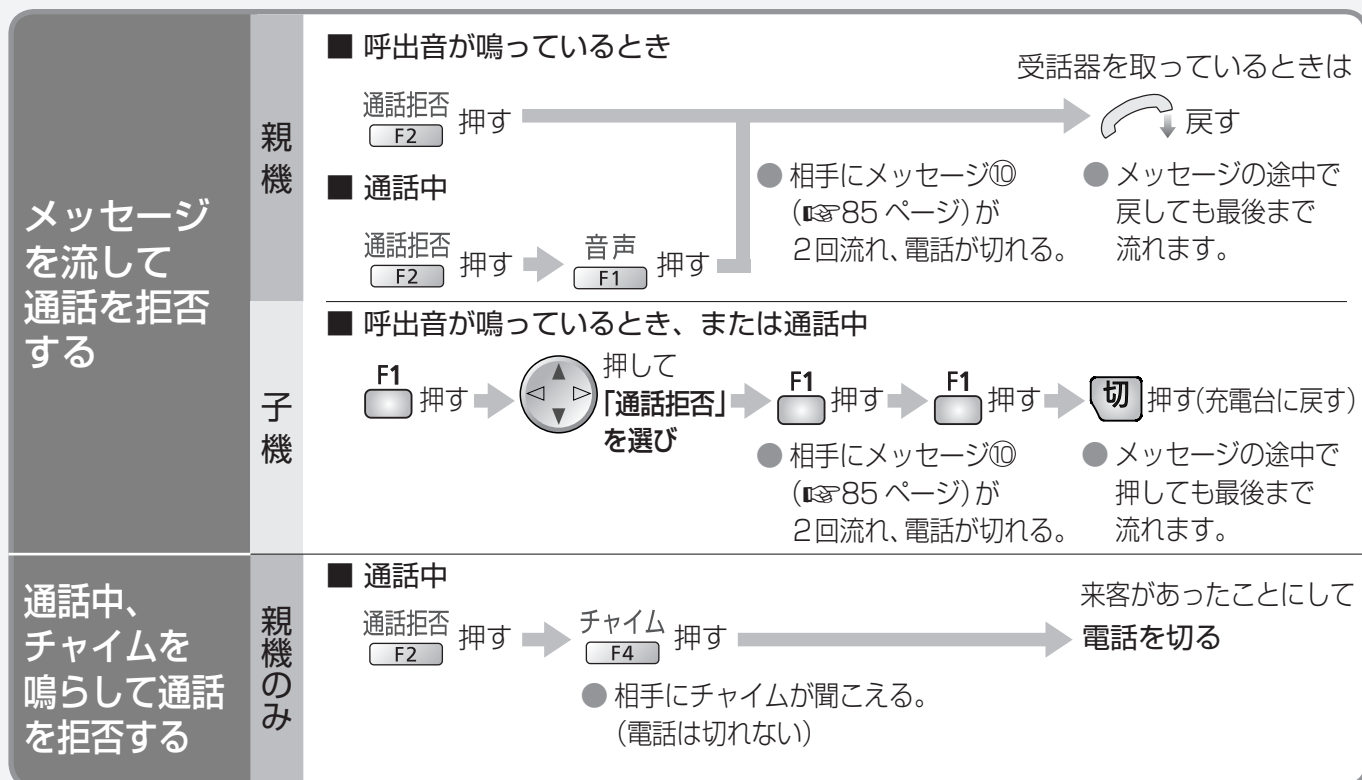 メッセージ
を流して
通話を拒否
する
親機
■ 呼出音が鳴っているとき
通話拒否
F2 押す
受話器を取っているときは
戻す
■ 通話中
通話拒否
F2 押す
音声
F1 押す
● 相手にメッセージ⑩
(☞85 ページ)が
2回流れ、電話が切れる。
● メッセージの途中で
戻しても最後まで
流れます。
子機
■ 呼出音が鳴っているとき、または通話中
F1
押す
押して
「通話拒否」
を選び
F1
押す
F1
押す
切 押す(充電台に戻す)
● 相手にメッセージ⑩
(☞85 ページ)が
2回流れ、電話が切れる。
● メッセージの途中で
押しても最後まで
流れます。
通話中、
チャイムを
鳴らして通話
を拒否する
親機のみ
■ 通話中
通話拒否
F2 押す
チャイム
F4 押す
● 相手にチャイムが聞こえる。
(電話は切れない)
来客があったことにして
電話を切る